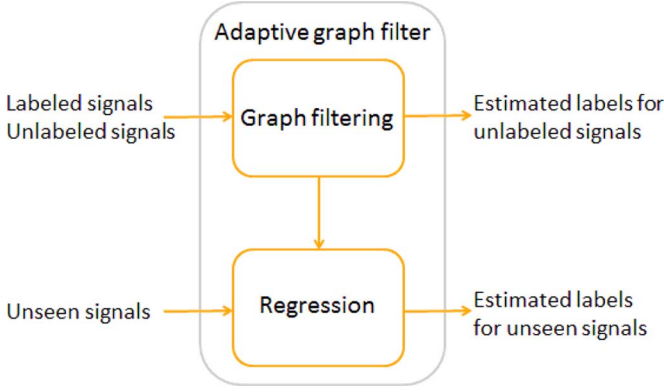 Adaptive graph filter
Labeled signals
Unlabeled signals
Graph filtering
Estimated labels for
unlabeled signals
Unseen signals
Regression
Estimated labels
for unseen signals